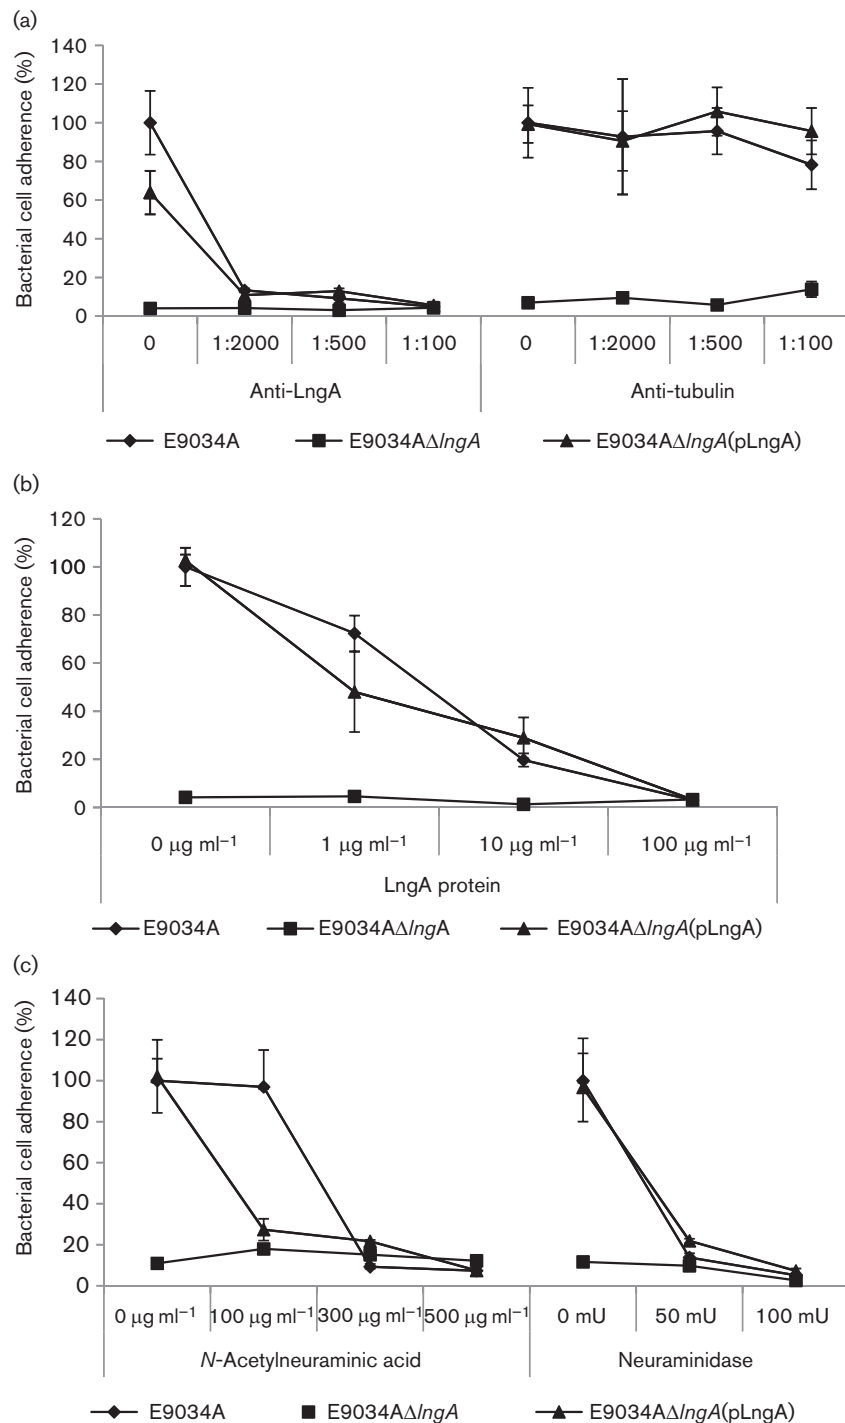 (a)
Bacterial cell adherence (%)
140
120
100
80
60
40
20
0
0 1:2000 1:500 1:100 0 1:2000 1:500 1:100
Anti-LngA Anti-tubulin
E9034A E9034AΔlngA E9034AΔlngA(pLngA)
(b)
Bacterial cell adherence (%)
120
100
80
60
40
20
0
0 µg ml⁻¹ 1 µg ml⁻¹ 10 µg ml⁻¹ 100 µg ml⁻¹
LngA protein
E9034A E9034AΔlngA E9034AΔlngA(pLngA)
(c)
Bacterial cell adherence (%)
140
120
100
80
60
40
20
0
0 µg ml⁻¹ 100 µg ml⁻¹ 300 µg ml⁻¹ 500 µg ml⁻¹ 0 mU 50 mU 100 mU
N-Acetylneuraminic acid Neuraminidase
E9034A E9034AΔlngA E9034AΔlngA(pLngA)